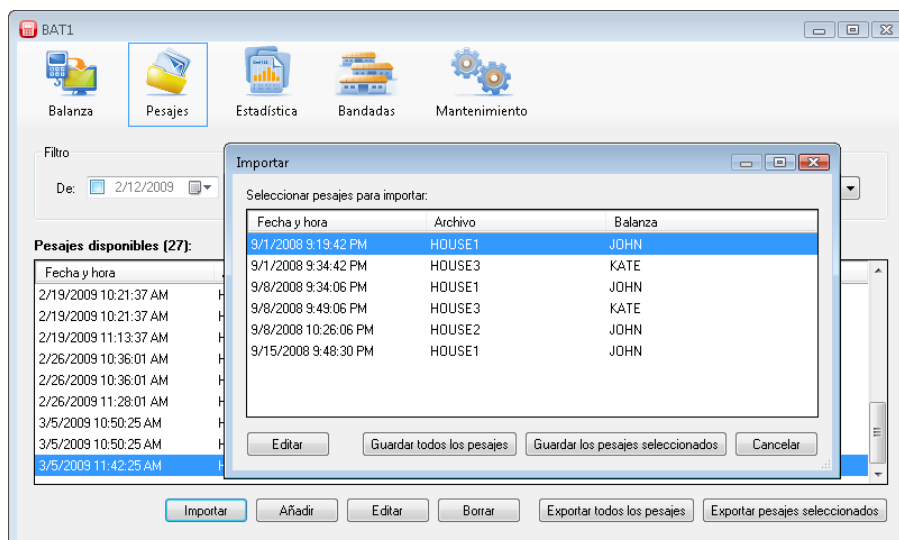 BAT1
Balanza Pesajes Estadística Bandadas Mantenimiento
Filtro
De: 2/12/2009
Pesajes disponibles (27):
Fecha y hora
2/19/2009 10:21:37 AM H
2/19/2009 10:21:37 AM H
2/19/2009 11:13:37 AM H
2/26/2009 10:36:01 AM H
2/26/2009 10:36:01 AM H
2/26/2009 11:28:01 AM H
3/5/2009 10:50:25 AM H
3/5/2009 10:50:25 AM H
3/5/2009 11:42:25 AM H
Importar
Seleccionar pesajes para importar:
Fecha y hora Archivo Balanza
9/1/2008 9:19:42 PM HOUSE1 JOHN
9/1/2008 9:34:42 PM HOUSE3 KATE
9/8/2008 9:34:06 PM HOUSE1 JOHN
9/8/2008 9:49:06 PM HOUSE3 KATE
9/8/2008 10:26:06 PM HOUSE2 JOHN
9/15/2008 9:48:30 PM HOUSE1 JOHN
Editar Guardar todos los pesajes Guardar los pesajes seleccionados Cancelar
Importar Añadir Editar Borrar Exportar todos los pesajes Exportar pesajes seleccionados